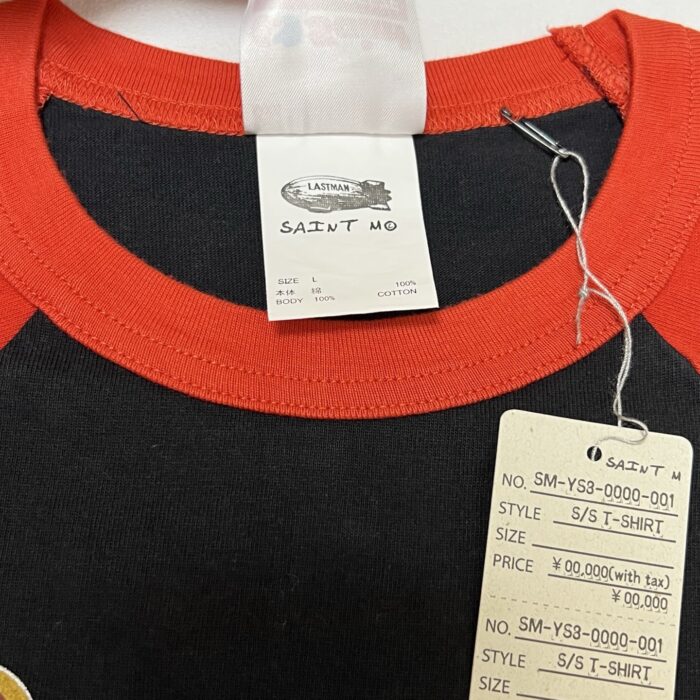 LASTMAN
SAINT M©
SIZE L
本体 綿 100%
BODY 100% COTTON
SAINT M
NO. SM-YS3-0000-001
STYLE S/S T-SHIRT
SIZE
PRICE ¥00,000(with tax)
¥00,000
NO. SM-YS3-0000-001
STYLE S/S T-SHIRT
SIZE